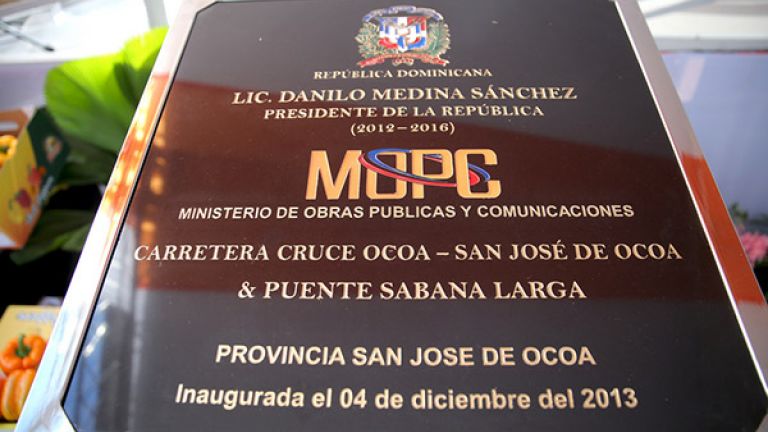 REPÚBLICA DOMINICANA
LIC. DANILO MEDINA SÁNCHEZ
PRESIDENTE DE LA REPÚBLICA
(2012–2016)
MOPC
MINISTERIO DE OBRAS PUBLICAS Y COMUNICACIONES
CARRETERA CRUCE OCOA – SAN JOSÉ DE OCOA
& PUENTE SABANA LARGA
PROVINCIA SAN JOSE DE OCOA
Inaugurada el 04 de diciembre del 2013